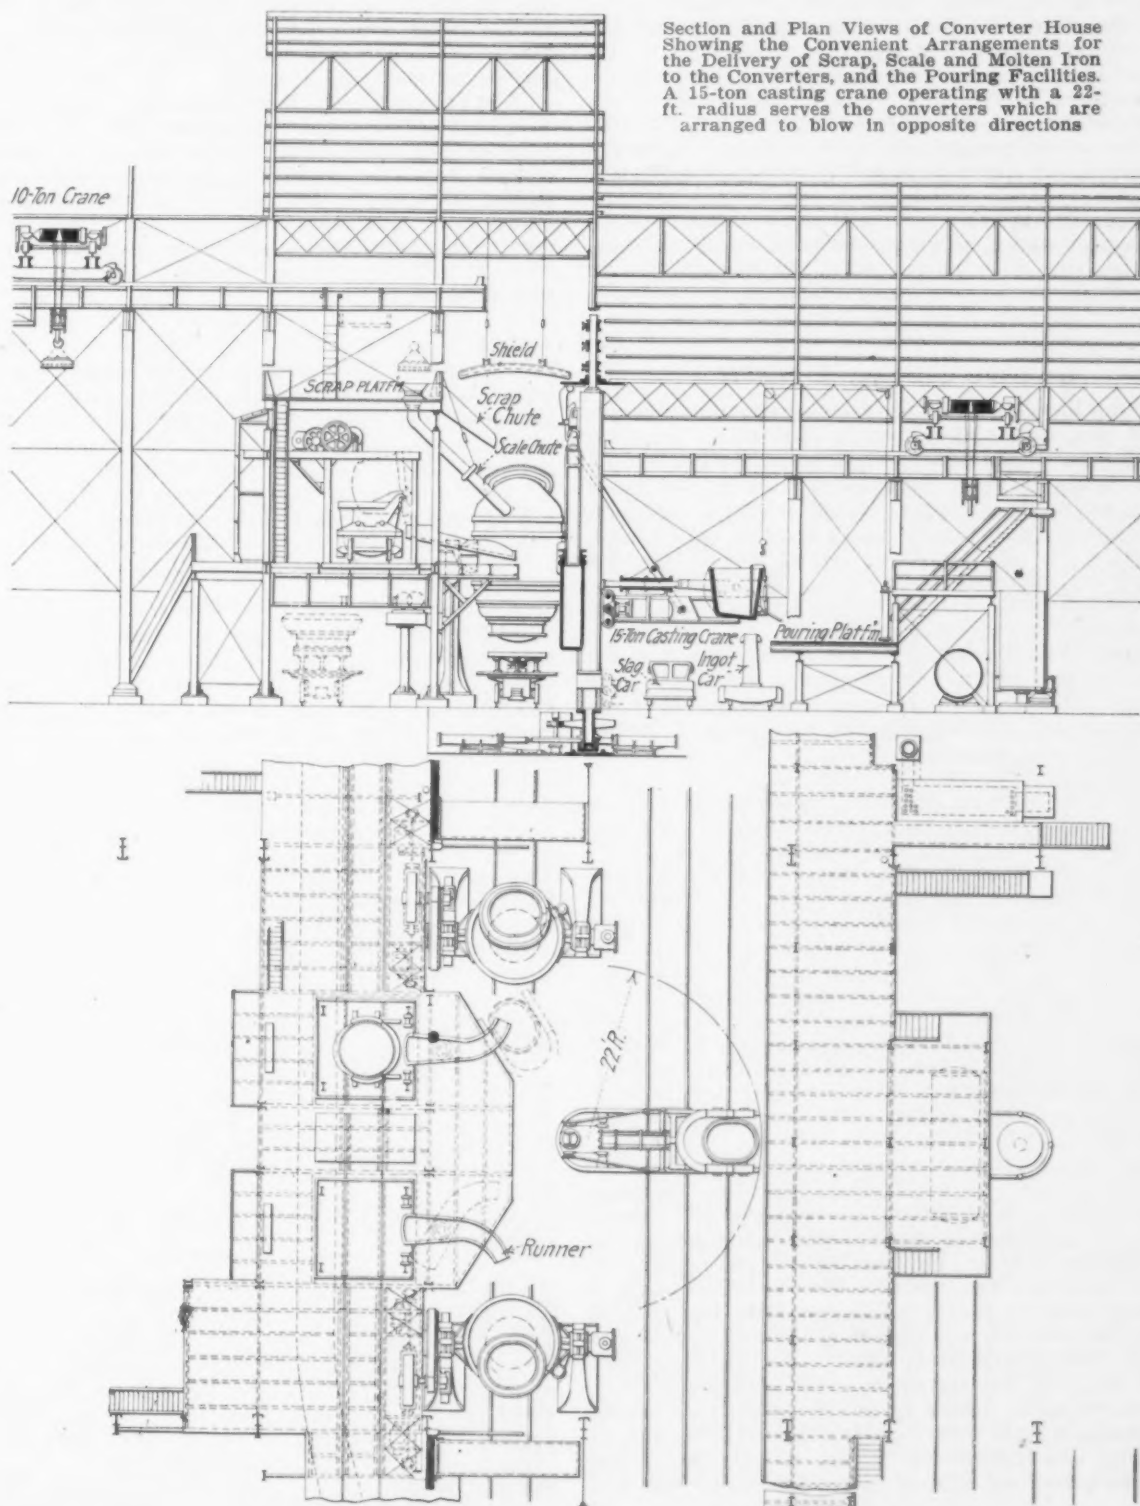 Section and Plan Views of Converter House
Showing the Convenient Arrangements for
the Delivery of Scrap, Scale and Molten Iron
to the Converters, and the Pouring Facilities.
A 15-ton casting crane operating with a 22-
ft. radius serves the converters which are
arranged to blow in opposite directions
10-Ton Crane
Shield
SCRAP PLATF'M
Scrap
Chute
Scale Chute
15-Ton Casting Crane
Pouring Platf'm
Slag
Car
Ingot
Car
22'R.
Runner